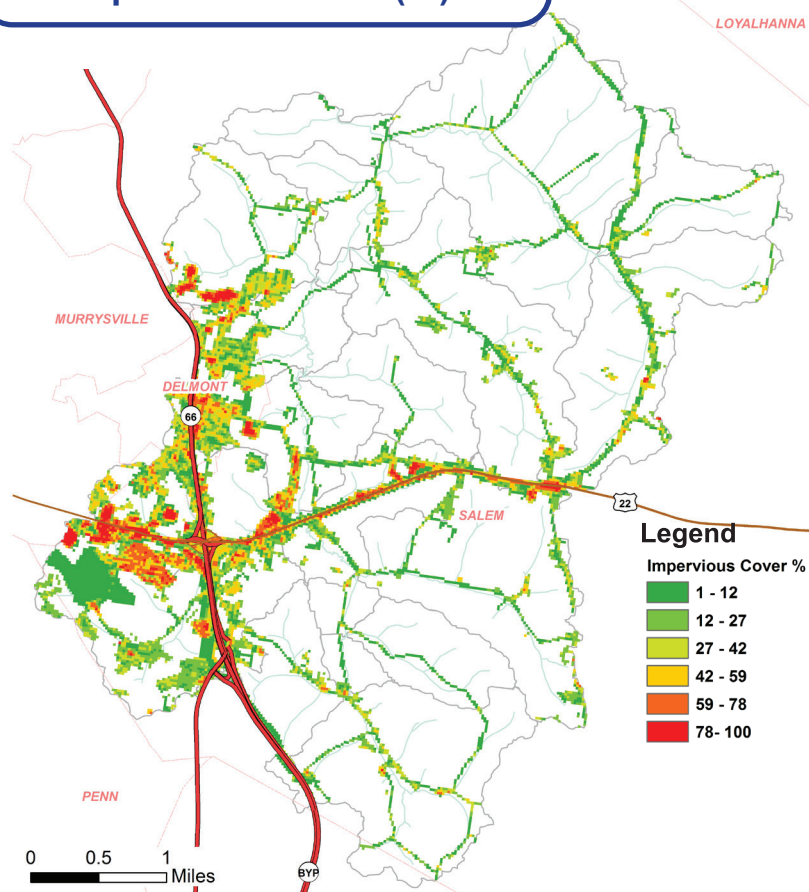 LOYALHANNA
MURRYSVILLE
DELMONT
66
22
SALEM
Legend
Impervious Cover %
1 - 12
12 - 27
27 - 42
42 - 59
59 - 78
78- 100
PENN
0 0.5 1
Miles
BYP